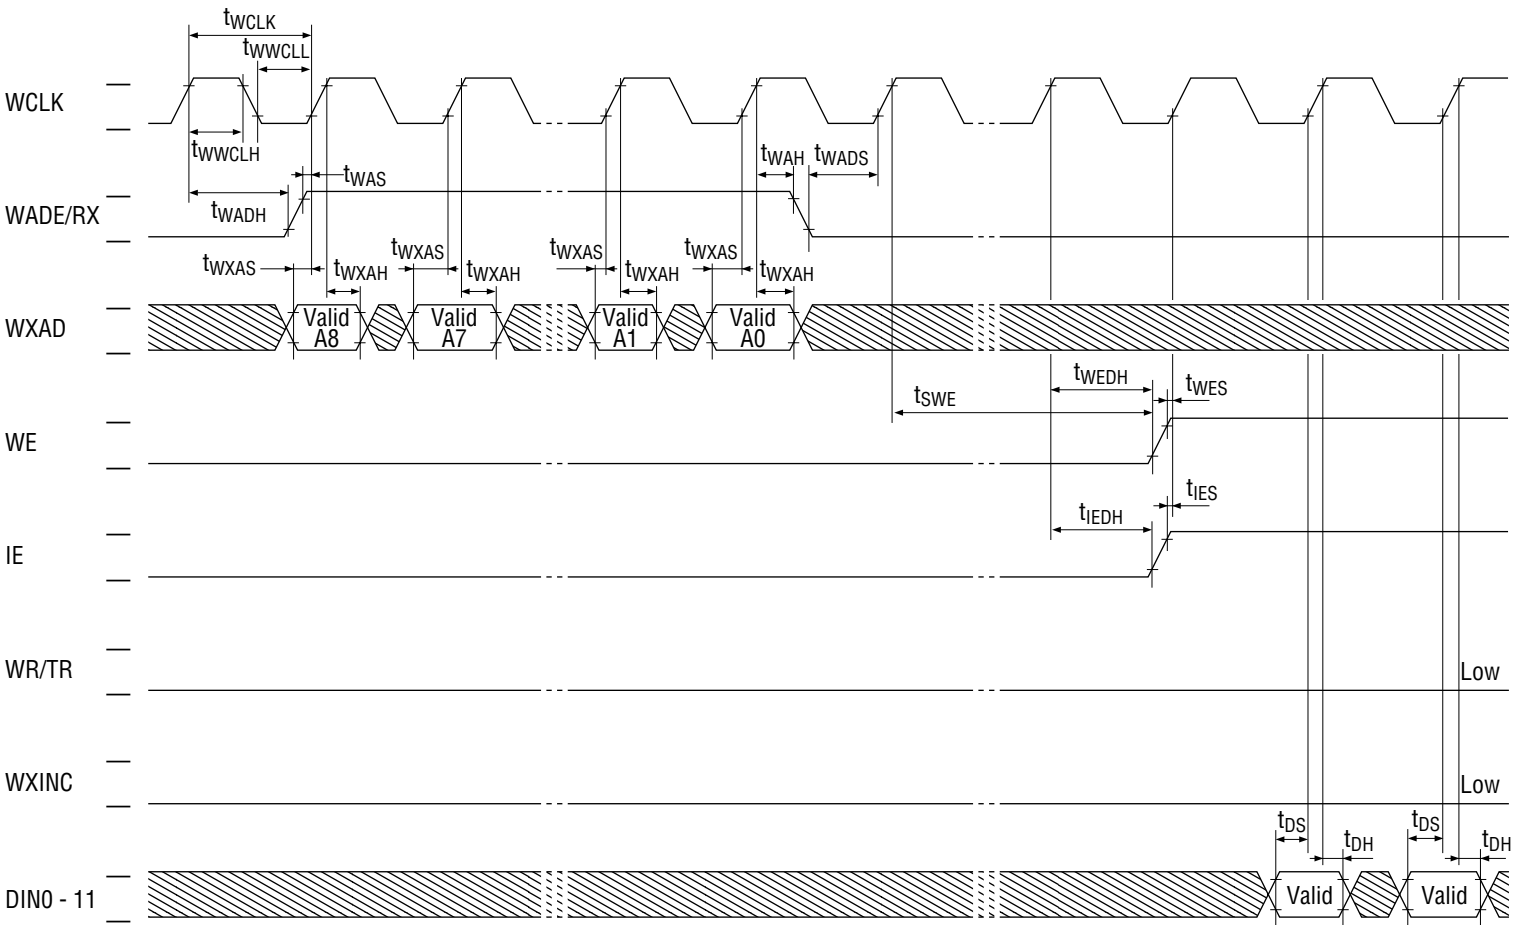 tWCLK
tWWCLL
WCLK
tWWCLH
tWAS
tWAH
tWADS
WADE/RX
tWADH
tWXAS
tWXAH
tWXAS
tWXAH
tWXAS
tWXAH
tWXAS
tWXAH
WXAD
Valid
A8
Valid
A7
Valid
A1
Valid
A0
tWEDH
tWES
tSWE
WE
tIES
tIEDH
IE
WR/TR
Low
WXINC
Low
tDS
tDH
tDS
tDH
DIN0 - 11
Valid
Valid